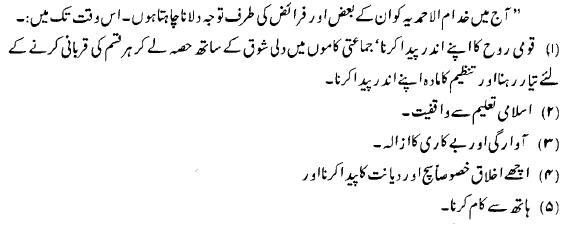 " آج میں خدام الاحمدیہ کو ان کے بعض اور فرائض کی طرف توجہ دلانا چاہتا ہوں۔ اس وقت تک میں:۔
(۱) قومی روح کا اپنے اندر پیدا کرنا' جماعتی کاموں میں دلی شوق کے ساتھ حصہ لے کر ہر قسم کی قربانی کرنے کے
لئے تیار رہنا اور تنظیم کا مادہ اپنے اندر پیدا کرنا۔
(۲) اسلامی تعلیم سے واقفیت۔
(۳) آوارگی اور بے کاری کا ازالہ۔
(۴) اچھے اخلاق خصوصاً سچ اور دیانت کا پیدا کرنا اور
(۵) ہاتھ سے کام کرنا۔